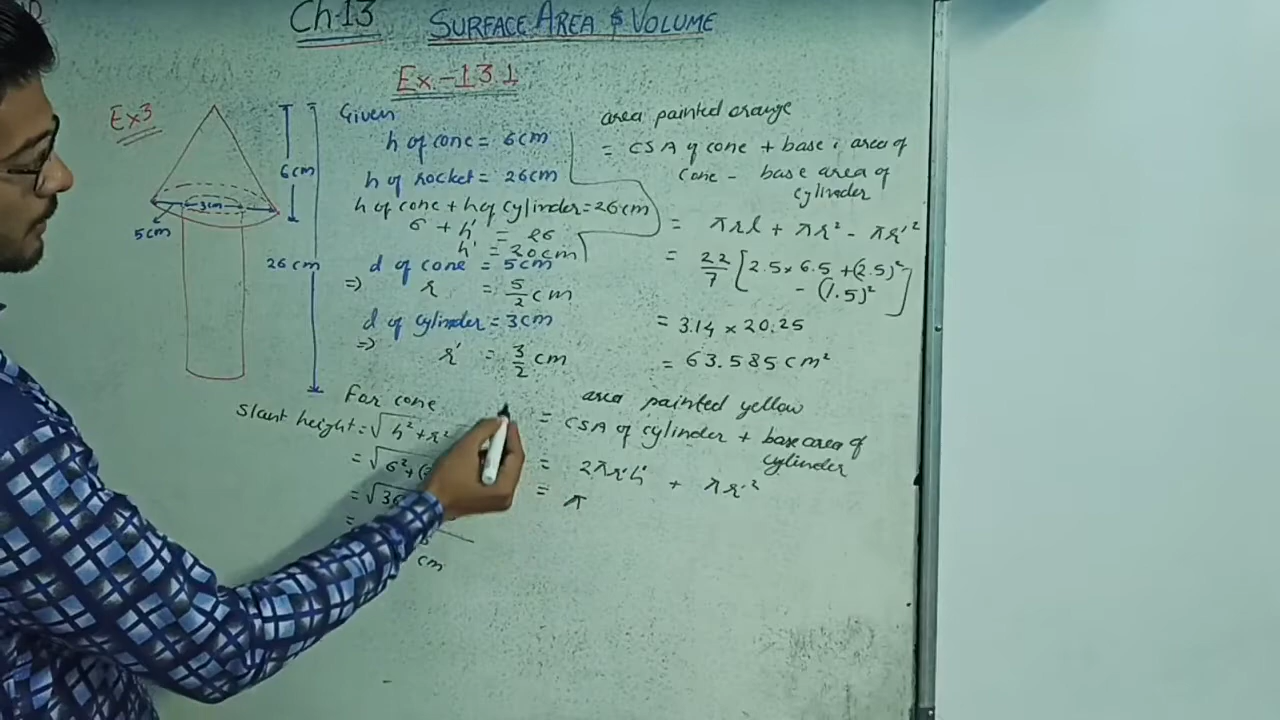 Ch-13 SURFACE AREA & VOLUME
Ex-13.1
Ex3
6cm
3cm
5cm
26cm
Given
h of cone = 6cm
h of rocket = 26cm
h of cone + h of cylinder = 26cm
6 + h' = 26
h' = 20cm
d of cone = 5cm
⇒ r = 5/2 cm
d of cylinder = 3cm
⇒ r' = 3/2 cm
For cone
Slant height = √h²+r²
= √6²+(
= √36
=
cm
area painted orange
= CSA of cone + base area of
cone - base area of
cylinder
= πrl + πr² - πr'²
= 22/7 [2.5 × 6.5 + (2.5)²
- (1.5)²]
= 3.14 × 20.25
= 63.585 cm²
area painted yellow
= CSA of cylinder + base area of
cylinder
= 2πr'h' + πr'²
= π